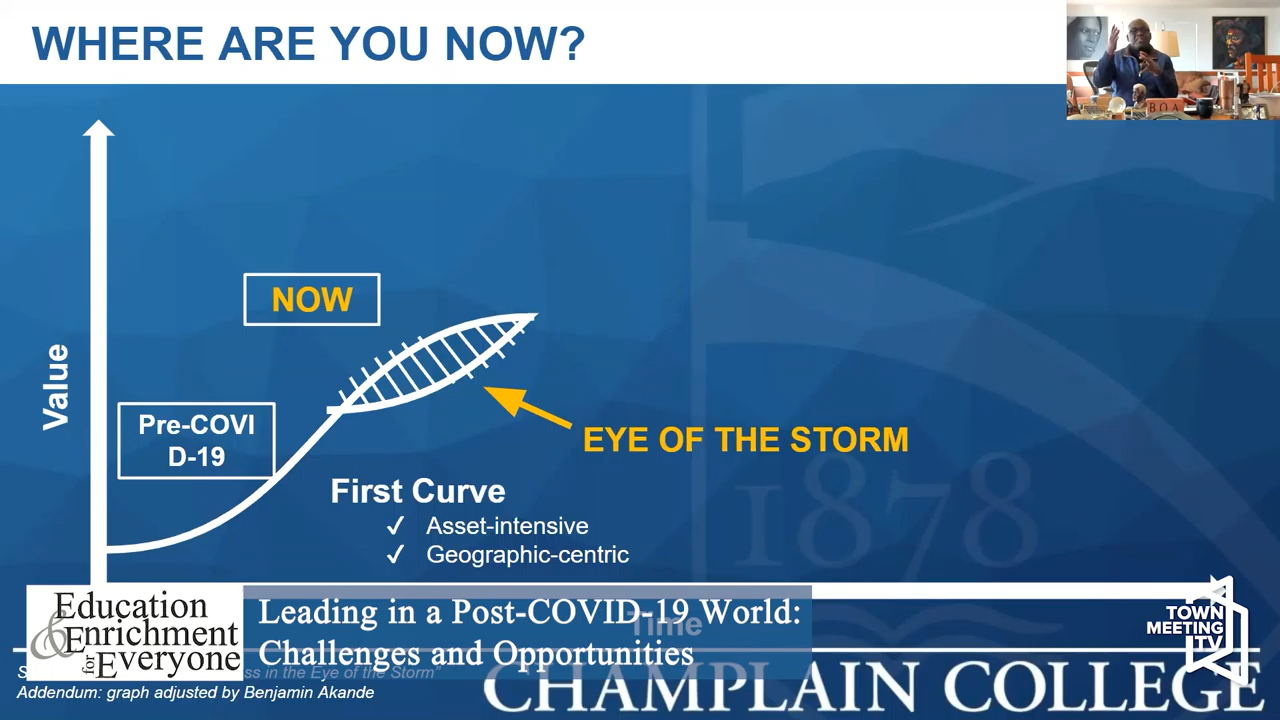 WHERE ARE YOU NOW?
BOA
NOW
Value
Pre-COVI
D-19
EYE OF THE STORM
First Curve
✓ Asset-intensive
✓ Geographic-centric
1878
Time
Education
& Enrichment
for Everyone
Leading in a Post-COVID-19 World:
Challenges and Opportunities
TOWN
MEETING
TV
in the Eye of the Storm”
Addendum: graph adjusted by Benjamin Akande
CHAMPLAIN COLLEGE